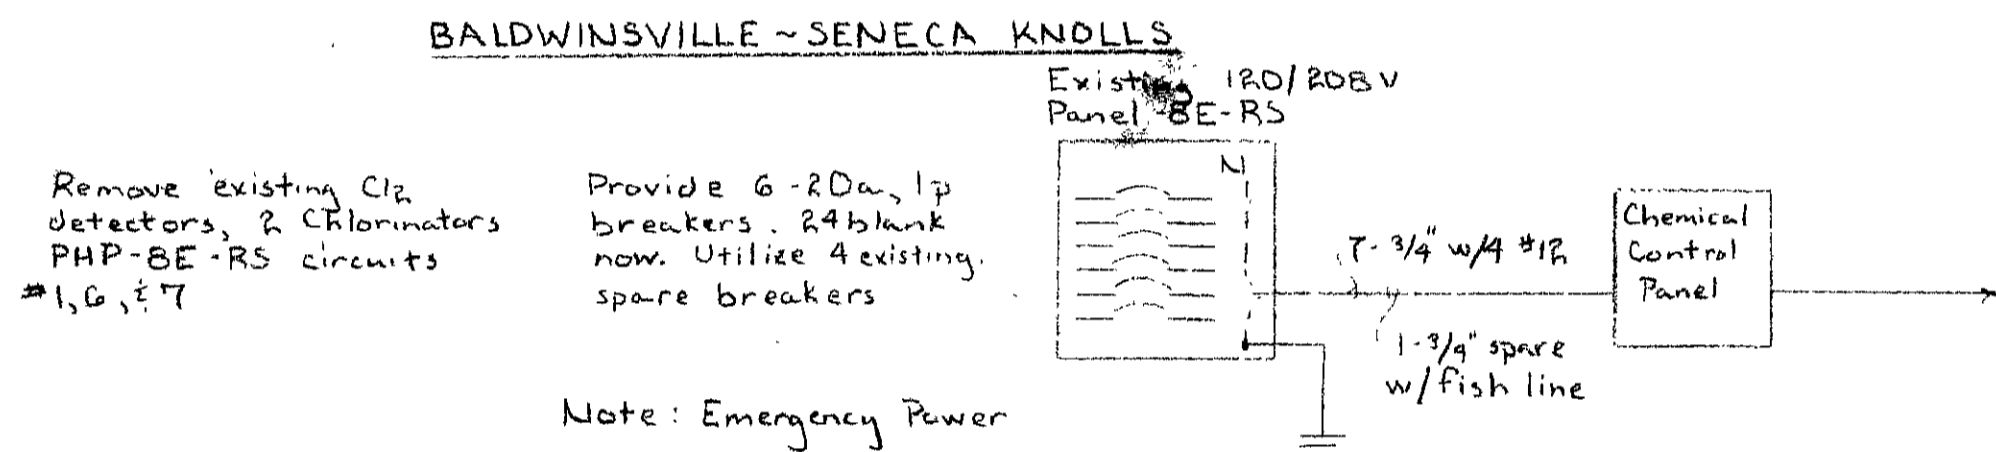 BALDWINSVILLE ~ SENECA KNOLLS
Existing 120/208V
Panel 8E-RS
Remove existing Cl2
detectors, 2 Chlorinators
PHP-8E-RS circuits
#1, 6, & 7
Provide 6-20a, 1p
breakers. 24 blank
now. Utilize 4 existing.
spare breakers
N
7- 3/4" w/4 #12
1-3/4" spare
w/fish line
Chemical
Control
Panel
Note: Emergency Power